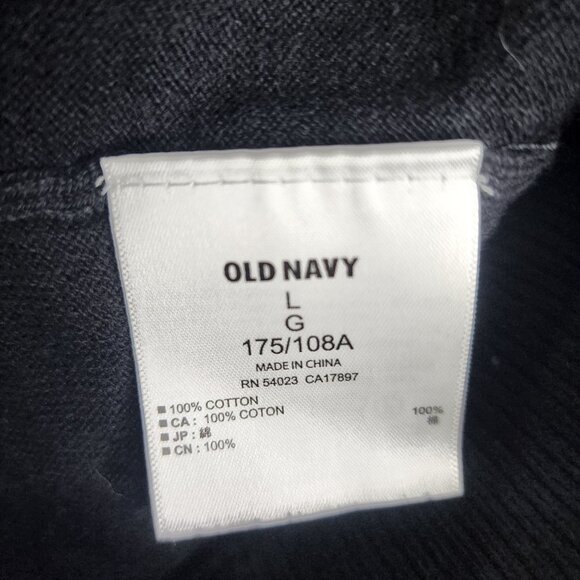 OLD NAVY
L
G
175/108A
MADE IN CHINA
RN 54023 CA17897
■ 100% COTTON
■ CA : 100% COTON
■ JP : 綿
■ CN : 100%
100%
棉